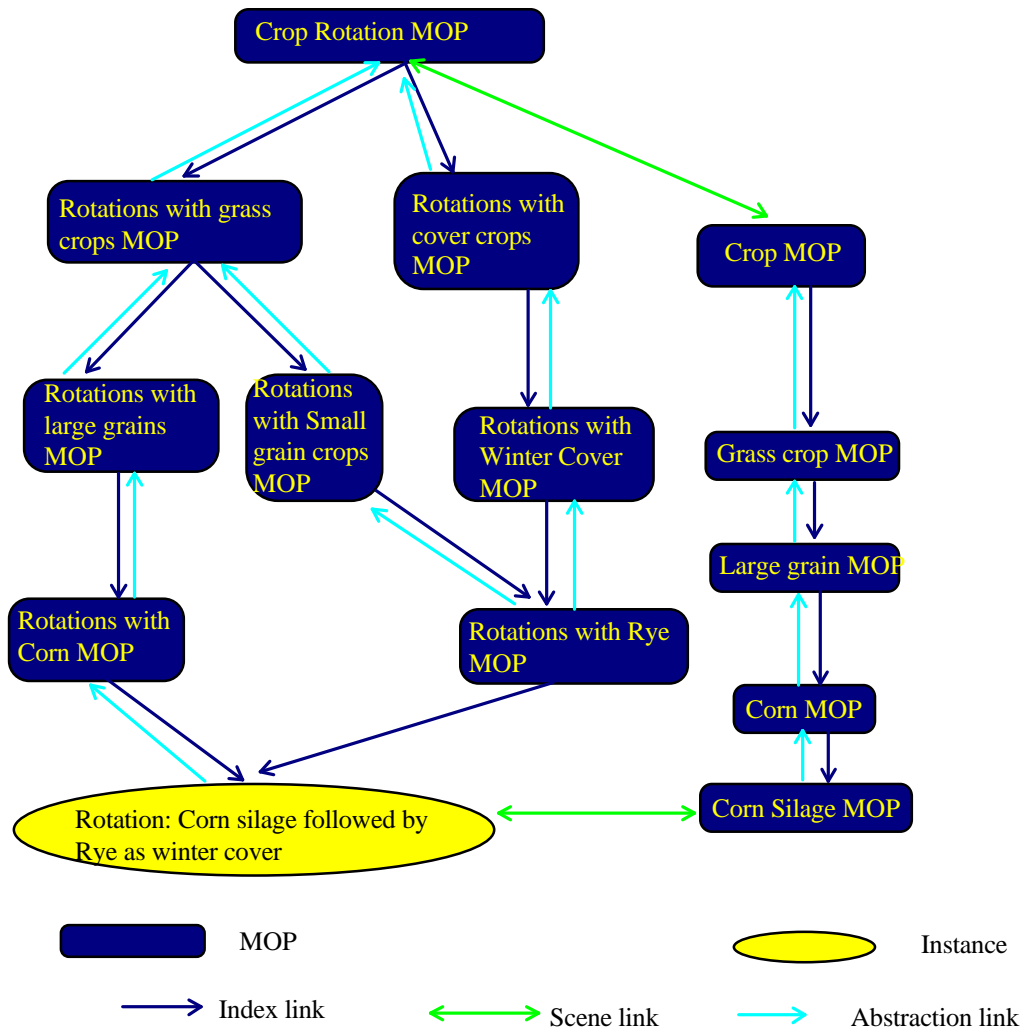 Crop Rotation MOP
Rotations with grass
crops MOP
Rotations with
cover crops
MOP
Crop MOP
Rotations with
large grains
MOP
Rotations
with Small
grain crops
MOP
Rotations with
Winter Cover
MOP
Grass crop MOP
Large grain MOP
Rotations with
Corn MOP
Rotations with Rye
MOP
Corn MOP
Rotation: Corn silage followed by
Rye as winter cover
Corn Silage MOP
MOP
Instance
Index link
Scene link
Abstraction link